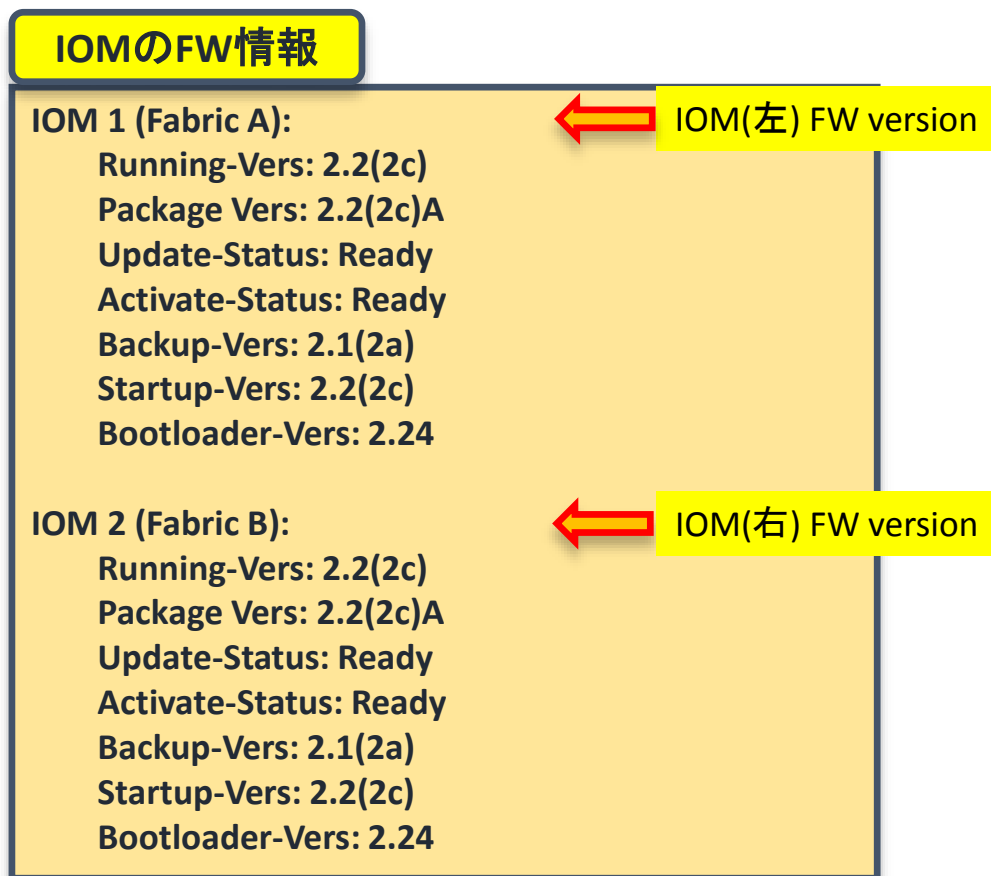 IOMのFW情報
IOM 1 (Fabric A):
IOM(左) FW version
Running-Vers: 2.2(2c)
Package Vers: 2.2(2c)A
Update-Status: Ready
Activate-Status: Ready
Backup-Vers: 2.1(2a)
Startup-Vers: 2.2(2c)
Bootloader-Vers: 2.24
IOM 2 (Fabric B):
IOM(右) FW version
Running-Vers: 2.2(2c)
Package Vers: 2.2(2c)A
Update-Status: Ready
Activate-Status: Ready
Backup-Vers: 2.1(2a)
Startup-Vers: 2.2(2c)
Bootloader-Vers: 2.24